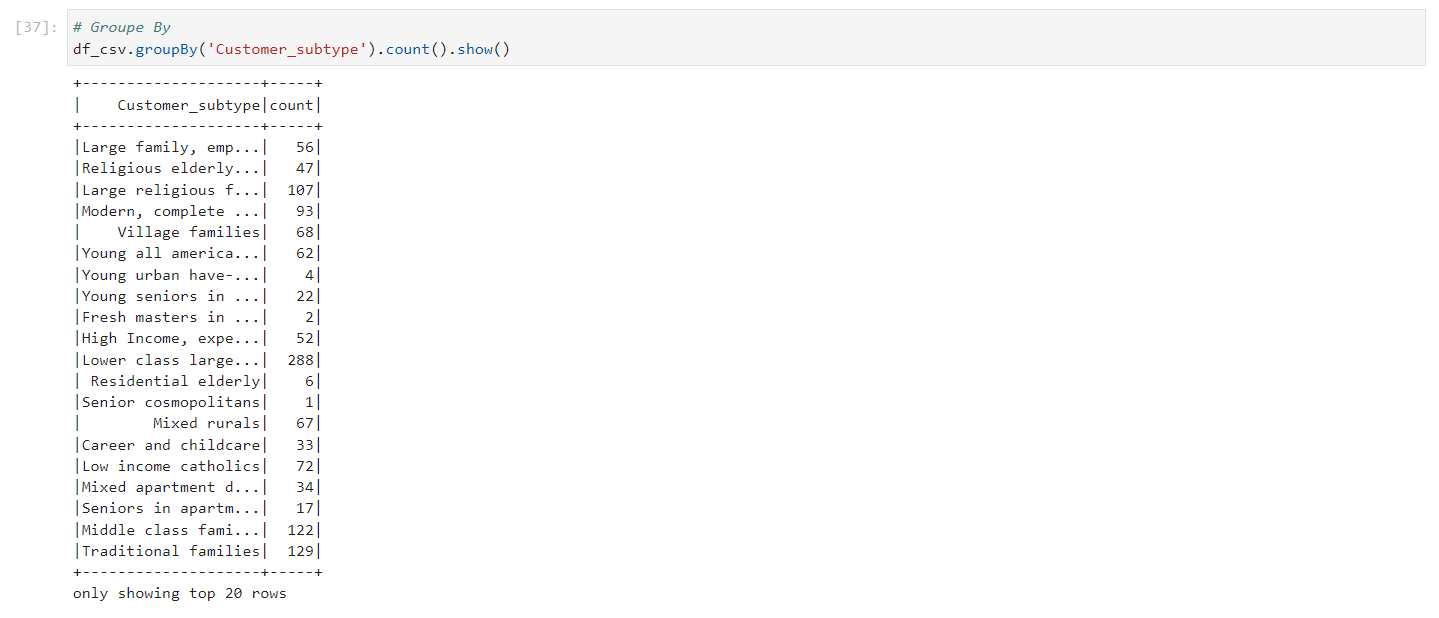 [37]: # Groupe By
df_csv.groupBy('Customer_subtype').count().show()
+--------------------+-----+
|    Customer_subtype|count|
+--------------------+-----+
|Large family, emp...|   56|
|Religious elderly...|   47|
|Large religious f...|  107|
|Modern, complete ...|   93|
|    Village families|   68|
|Young all america...|   62|
|Young urban have-...|    4|
|Young seniors in ...|   22|
|Fresh masters in ...|    2|
|High Income, expe...|   52|
|Lower class large...|  288|
| Residential elderly|    6|
|Senior cosmopolitans|    1|
|        Mixed rurals|   67|
|Career and childcare|   33|
|Low income catholics|   72|
|Mixed apartment d...|   34|
|Seniors in apartm...|   17|
|Middle class fami...|  122|
|Traditional families|  129|
+--------------------+-----+
only showing top 20 rows